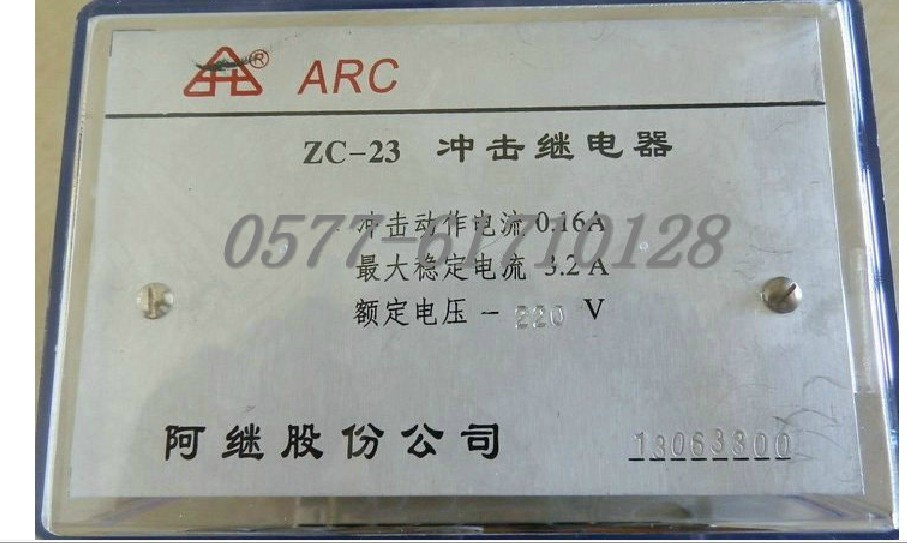 ® ARC
ZC-23 冲击继电器
冲击动作电流 0.16A
0577-61710128
最大稳定电流 3.2 A
额定电压 - 220 V
阿继股份公司
13063800